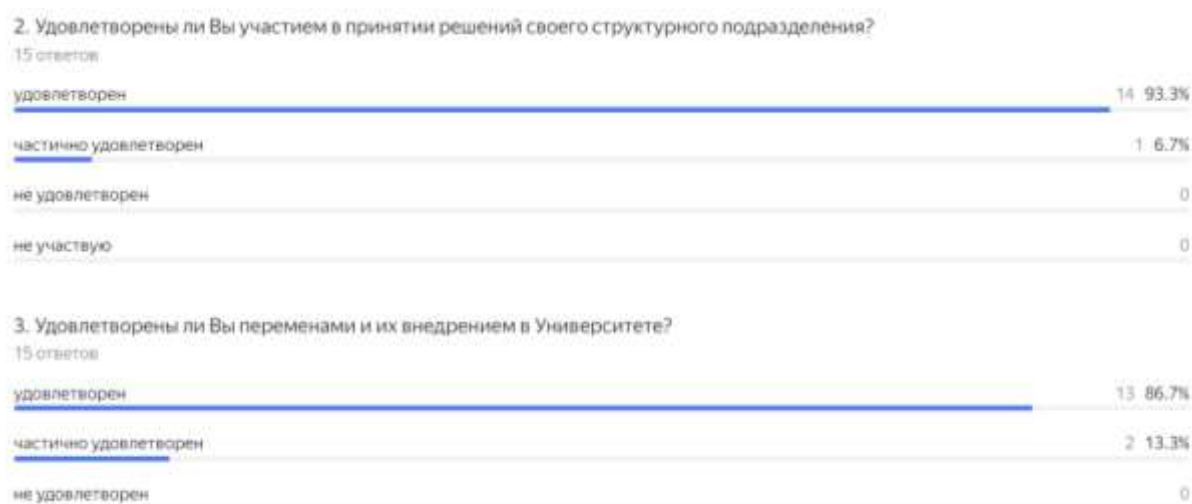 2. Удовлетворены ли Вы участием в принятии решений своего структурного подразделения?
15 ответов
удовлетворен 14 93.3%
частично удовлетворен 1 6.7%
не удовлетворен 0
не участвую 0
3. Удовлетворены ли Вы переменами и их внедрением в Университете?
15 ответов
удовлетворен 13 86.7%
частично удовлетворен 2 13.3%
не удовлетворен 0